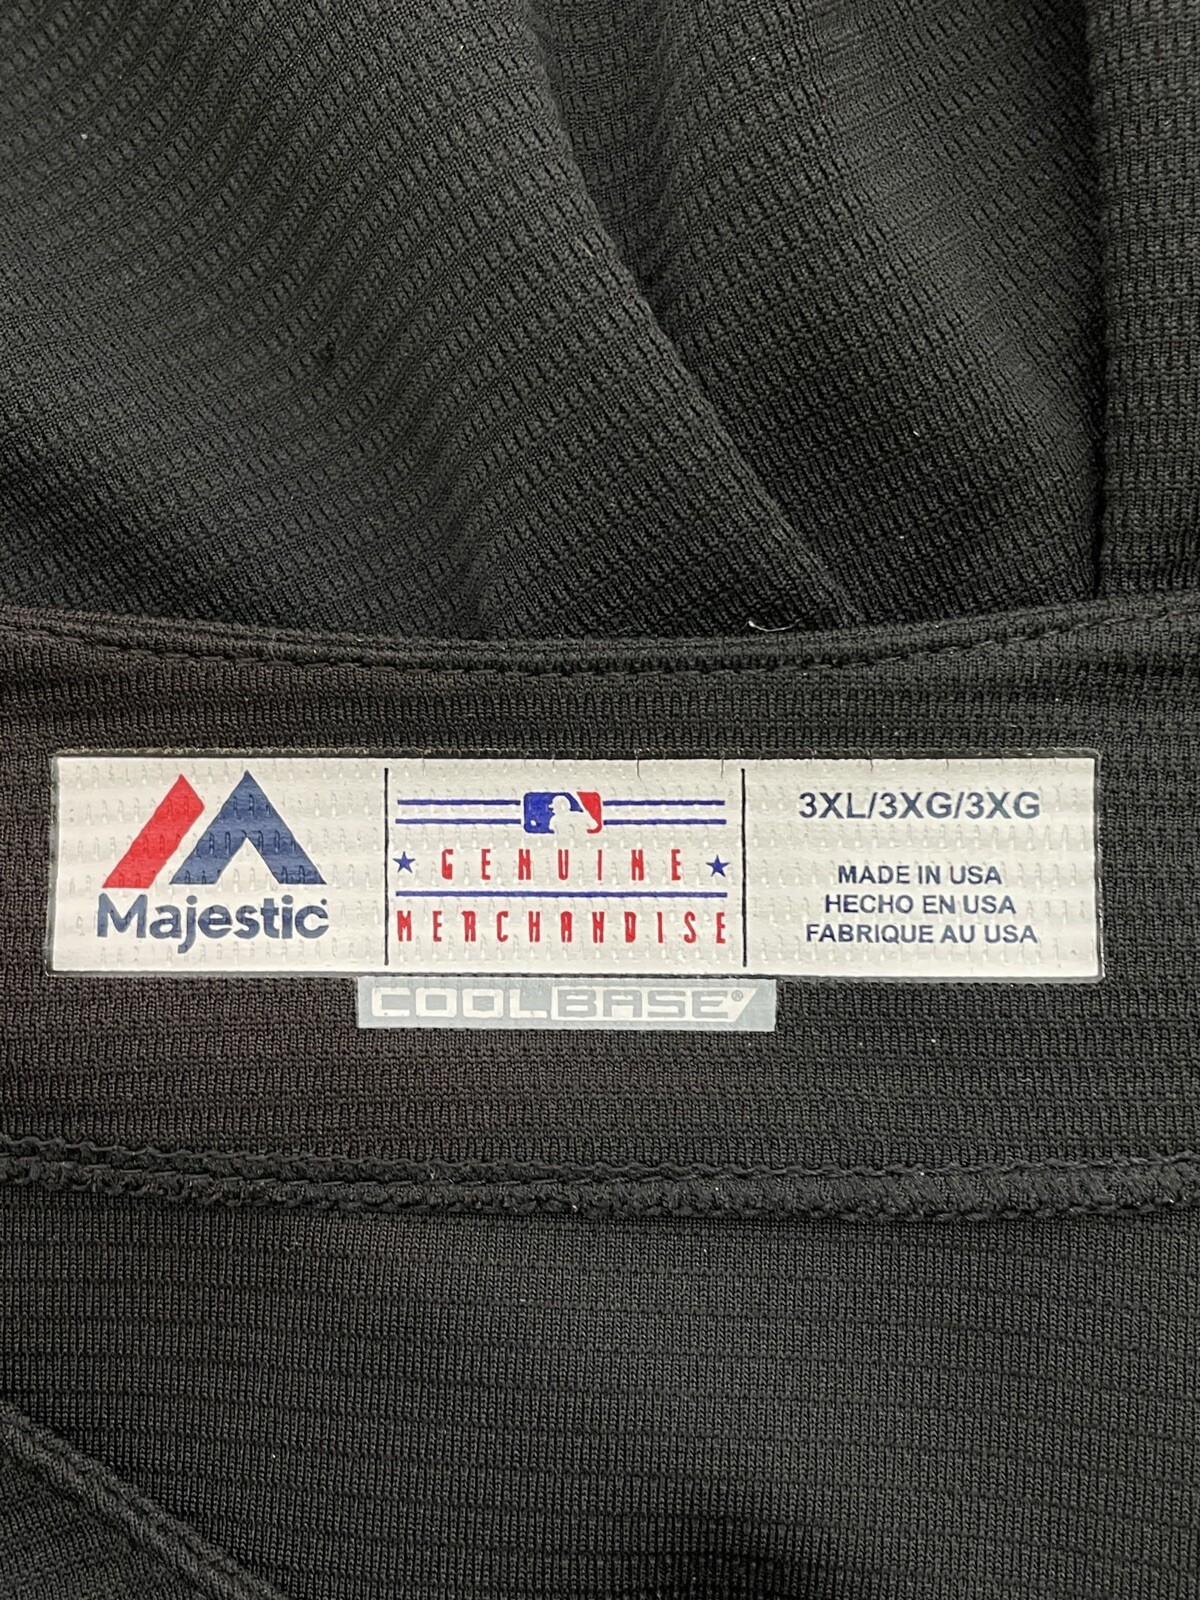 Majestic
GENUINE
MERCHANDISE
3XL/3XG/3XG
MADE IN USA
HECHO EN USA
FABRIQUE AU USA
COOLBASE®